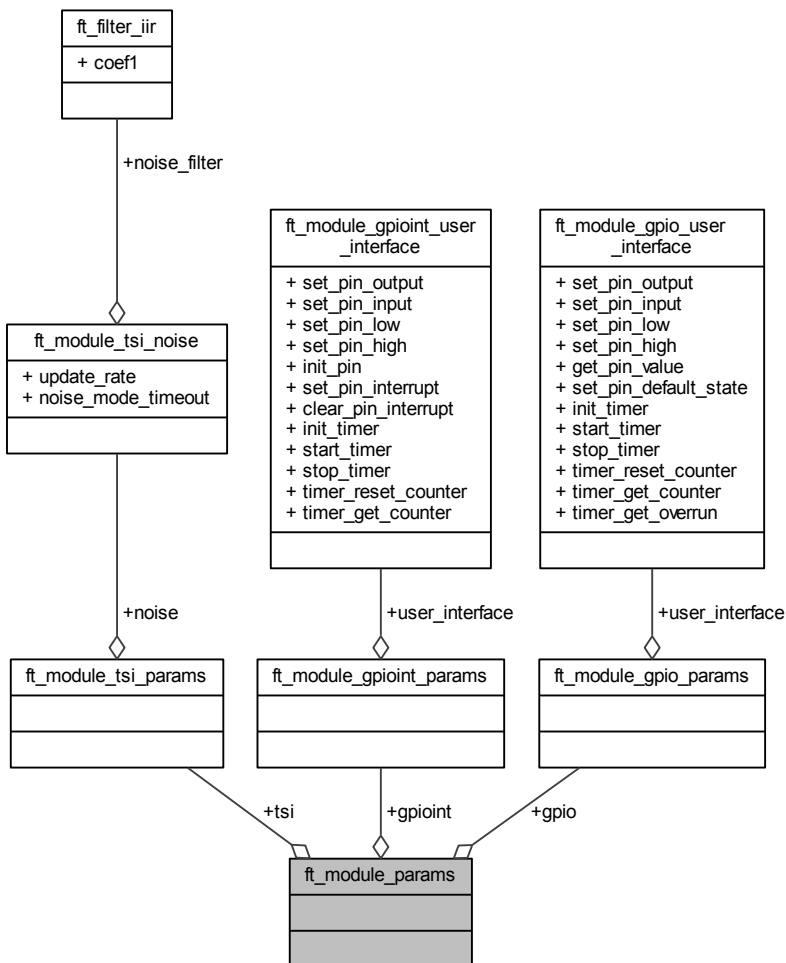 ft_filter_iir
+ coef1
+noise_filter
ft_module_tsi_noise
+ update_rate
+ noise_mode_timeout
+noise
ft_module_tsi_params
ft_module_gpioint_user
_interface
+ set_pin_output
+ set_pin_input
+ set_pin_low
+ set_pin_high
+ init_pin
+ set_pin_interrupt
+ clear_pin_interrupt
+ init_timer
+ start_timer
+ stop_timer
+ timer_reset_counter
+ timer_get_counter
+user_interface
ft_module_gpioint_params
ft_module_gpio_user
_interface
+ set_pin_output
+ set_pin_input
+ set_pin_low
+ set_pin_high
+ get_pin_value
+ set_pin_default_state
+ init_timer
+ start_timer
+ stop_timer
+ timer_reset_counter
+ timer_get_counter
+ timer_get_overrun
+user_interface
ft_module_gpio_params
+tsi
+gpioint
+gpio
ft_module_params